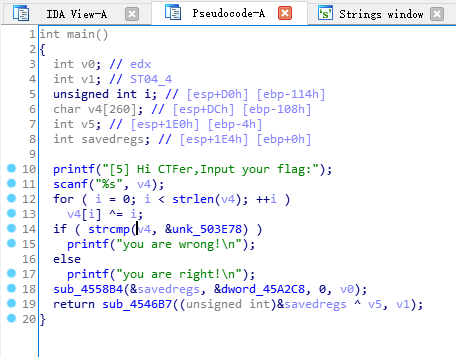 IDA View-A Pseudocode-A Strings window
1 int main()
2 {
3 int v0; // edx
4 int v1; // ST04_4
5 unsigned int i; // [esp+D0h] [ebp-114h]
6 char v4[260]; // [esp+DCh] [ebp-108h]
7 int v5; // [esp+1E0h] [ebp-4h]
8 int savedregs; // [esp+1E4h] [ebp+0h]
9
10 printf("[5] Hi CTFer,Input your flag:");
11 scanf("%s", v4);
12 for ( i = 0; i < strlen(v4); ++i )
13 v4[i] ^= i;
14 if ( strcmp(v4, &unk_503E78) )
15 printf("you are wrong!\n");
16 else
17 printf("you are right!\n");
18 sub_4558B4(&savedregs, &dword_45A2C8, 0, v0);
19 return sub_4546B7((unsigned int)&savedregs ^ v5, v1);
20 }